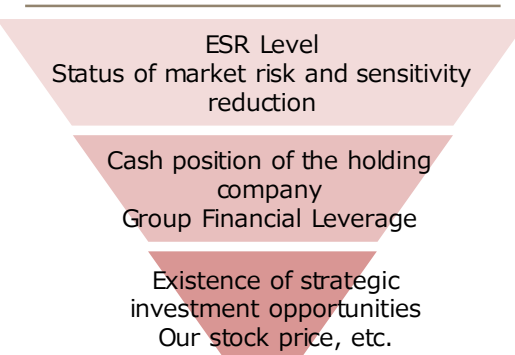 ESR Level
Status of market risk and sensitivity
reduction
Cash position of the holding
company
Group Financial Leverage
Existence of strategic
investment opportunities
Our stock price, etc.